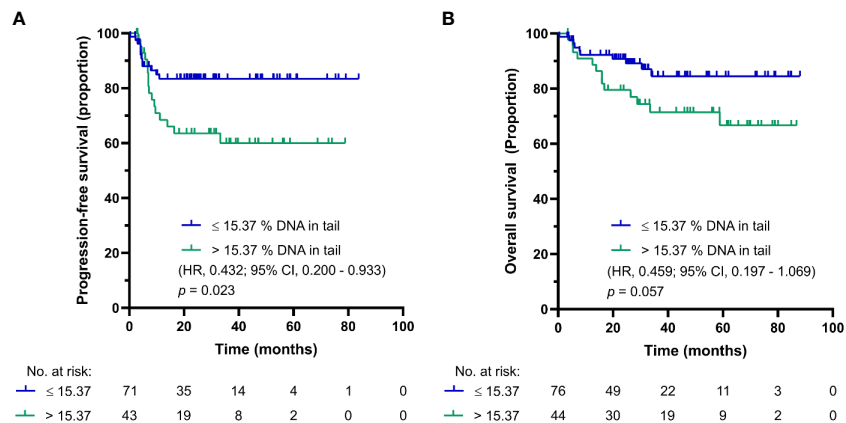 A
Progression-free survival (proportion)
100
80
60
40
20
0
≤ 15.37 % DNA in tail
> 15.37 % DNA in tail
(HR, 0.432; 95% CI, 0.200 - 0.933)
p = 0.023
0 20 40 60 80 100
Time (months)
No. at risk:
≤ 15.37 71 35 14 4 1 0
> 15.37 43 19 8 2 0 0
B
Overall survival (Proportion)
100
80
60
40
20
0
≤ 15.37 % DNA in tail
> 15.37 % DNA in tail
(HR, 0.459; 95% CI, 0.197 - 1.069)
p = 0.057
0 20 40 60 80 100
Time (months)
No. at risk:
≤ 15.37 76 49 22 11 3 0
> 15.37 44 30 19 9 2 0